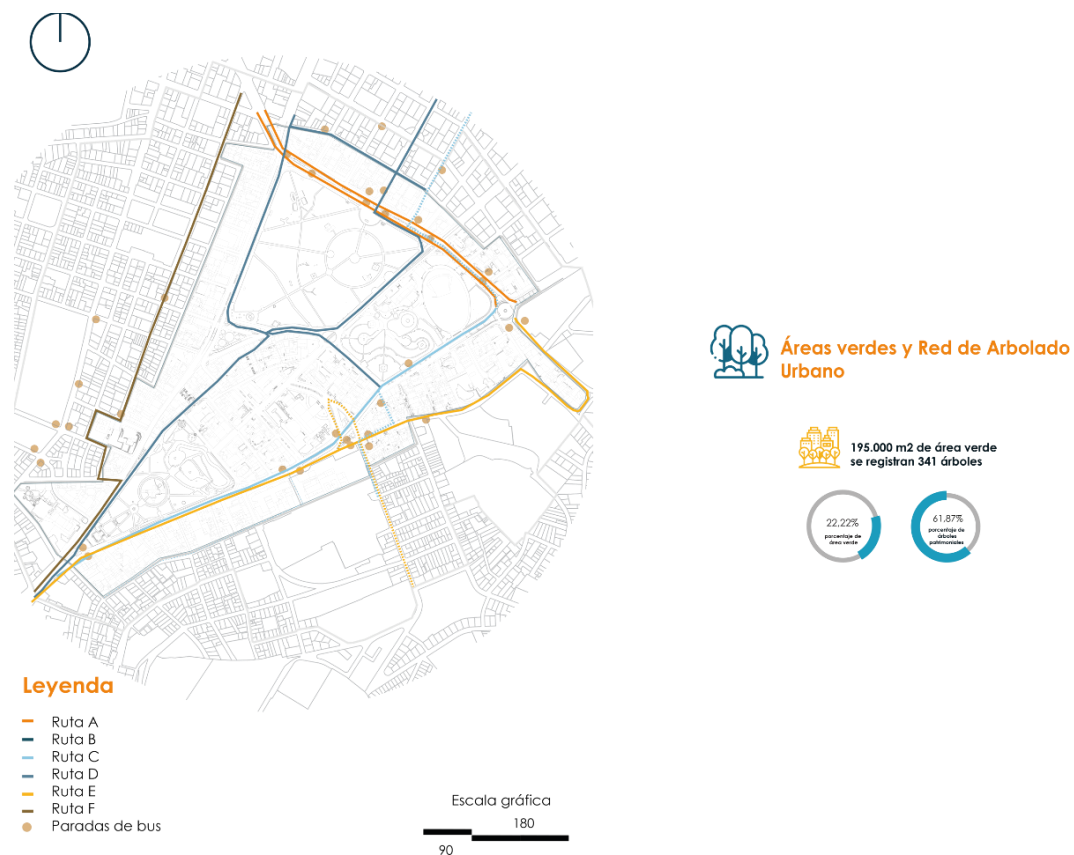 Leyenda
Ruta A
Ruta B
Ruta C
Ruta D
Ruta E
Ruta F
Paradas de bus
Escala gráfica
180
90
Áreas verdes y Red de Arbolado
Urbano
195.000 m2 de área verde
se registran 341 árboles
22,22%
porcentaje de
área verde
61,87%
porcentaje de
árboles
patrimoniales